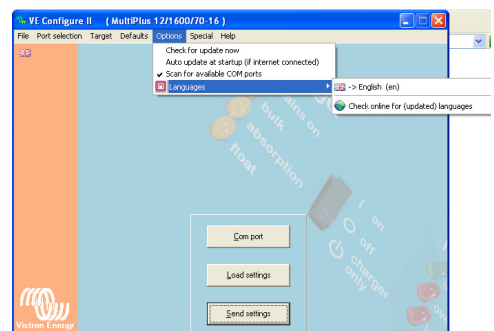 VE Configure II ( MultiPlus 12/1600/70-16 )
File Port selection Target Defaults Options Special Help
Check for update now
Auto update at startup (if internet connected)
Scan for available COM ports
Languages
-> English (en)
Check online for (updated) languages
mains on
bulk
absorption
float
on
off
charger only
Com port
Load settings
Send settings
Victron Energy